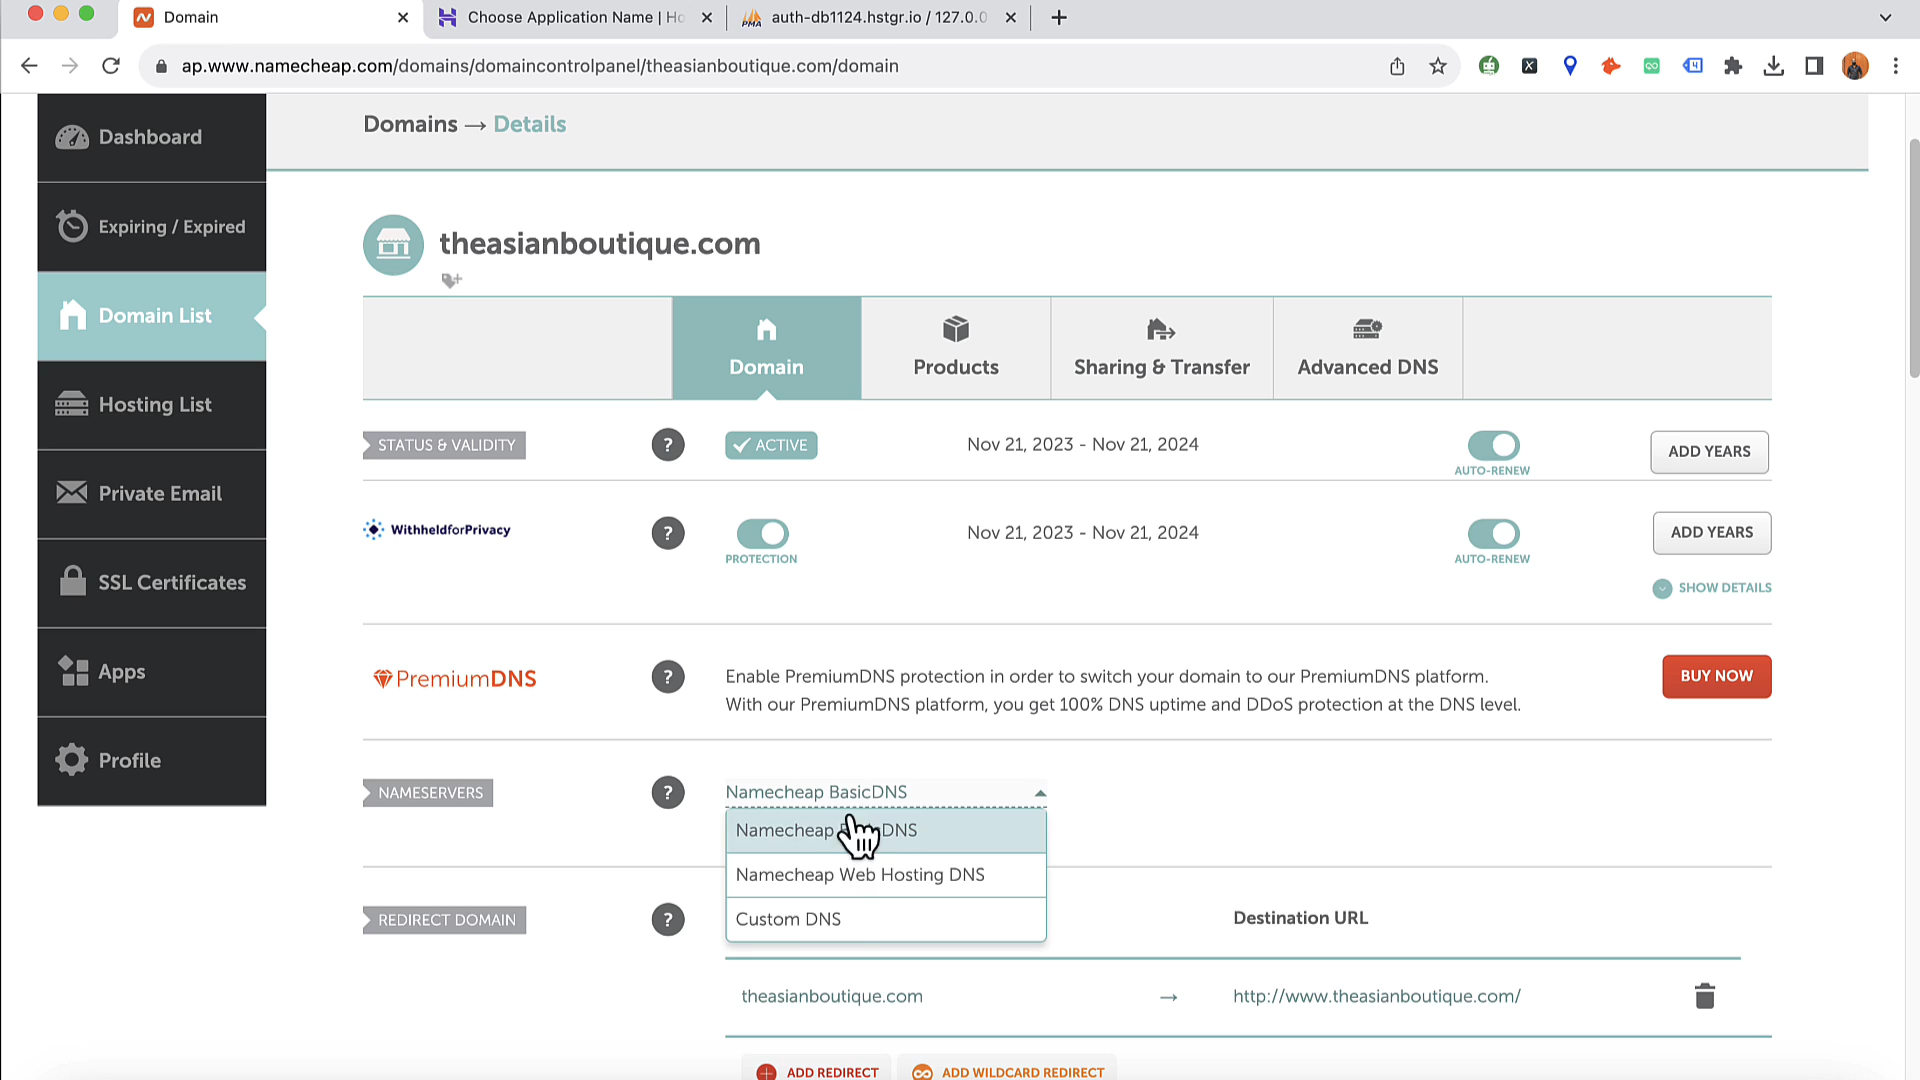 Domain
Choose Application Name | Ho
auth-db1124.hstgr.io / 127.0.0
ap.www.namecheap.com/domains/domaincontrolpanel/theasianboutique.com/domain
Dashboard
Expiring / Expired
Domain List
Hosting List
Private Email
SSL Certificates
Apps
Profile
Domains → Details
theasianboutique.com
Domain
Products
Sharing & Transfer
Advanced DNS
STATUS & VALIDITY
?
ACTIVE
Nov 21, 2023 - Nov 21, 2024
AUTO-RENEW
ADD YEARS
WithheldforPrivacy
?
PROTECTION
Nov 21, 2023 - Nov 21, 2024
AUTO-RENEW
ADD YEARS
SHOW DETAILS
PremiumDNS
?
Enable PremiumDNS protection in order to switch your domain to our PremiumDNS platform.
With our PremiumDNS platform, you get 100% DNS uptime and DDoS protection at the DNS level.
BUY NOW
NAMESERVERS
?
Namecheap BasicDNS
Namecheap DNS
Namecheap Web Hosting DNS
Custom DNS
REDIRECT DOMAIN
?
Destination URL
theasianboutique.com → http://www.theasianboutique.com/
ADD REDIRECT
ADD WILDCARD REDIRECT